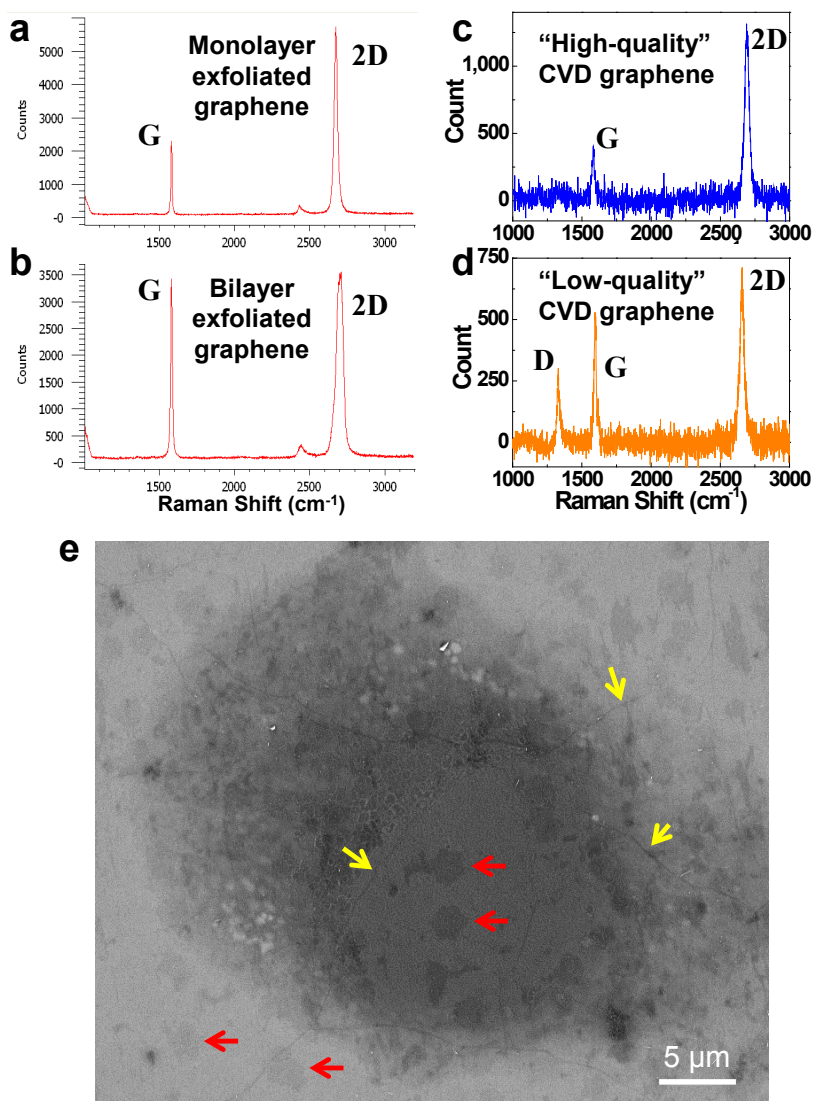 a
Monolayer
exfoliated
graphene
G
2D
Counts
6000
5000
4000
3000
2000
1000
-0
1500
2000
2500
3000
b
Bilayer
exfoliated
graphene
G
2D
Counts
3500
3000
2500
2000
1500
1000
500
-0
1500
2000
2500
3000
Raman Shift (cm-1)
c
“High-quality”
CVD graphene
2D
G
Count
1,000
500
0
1000
1500
2000
2500
3000
d
“Low-quality”
CVD graphene
2D
D
G
Count
750
500
250
0
1000
1500
2000
2500
3000
Raman Shift (cm-1)
e
5 µm